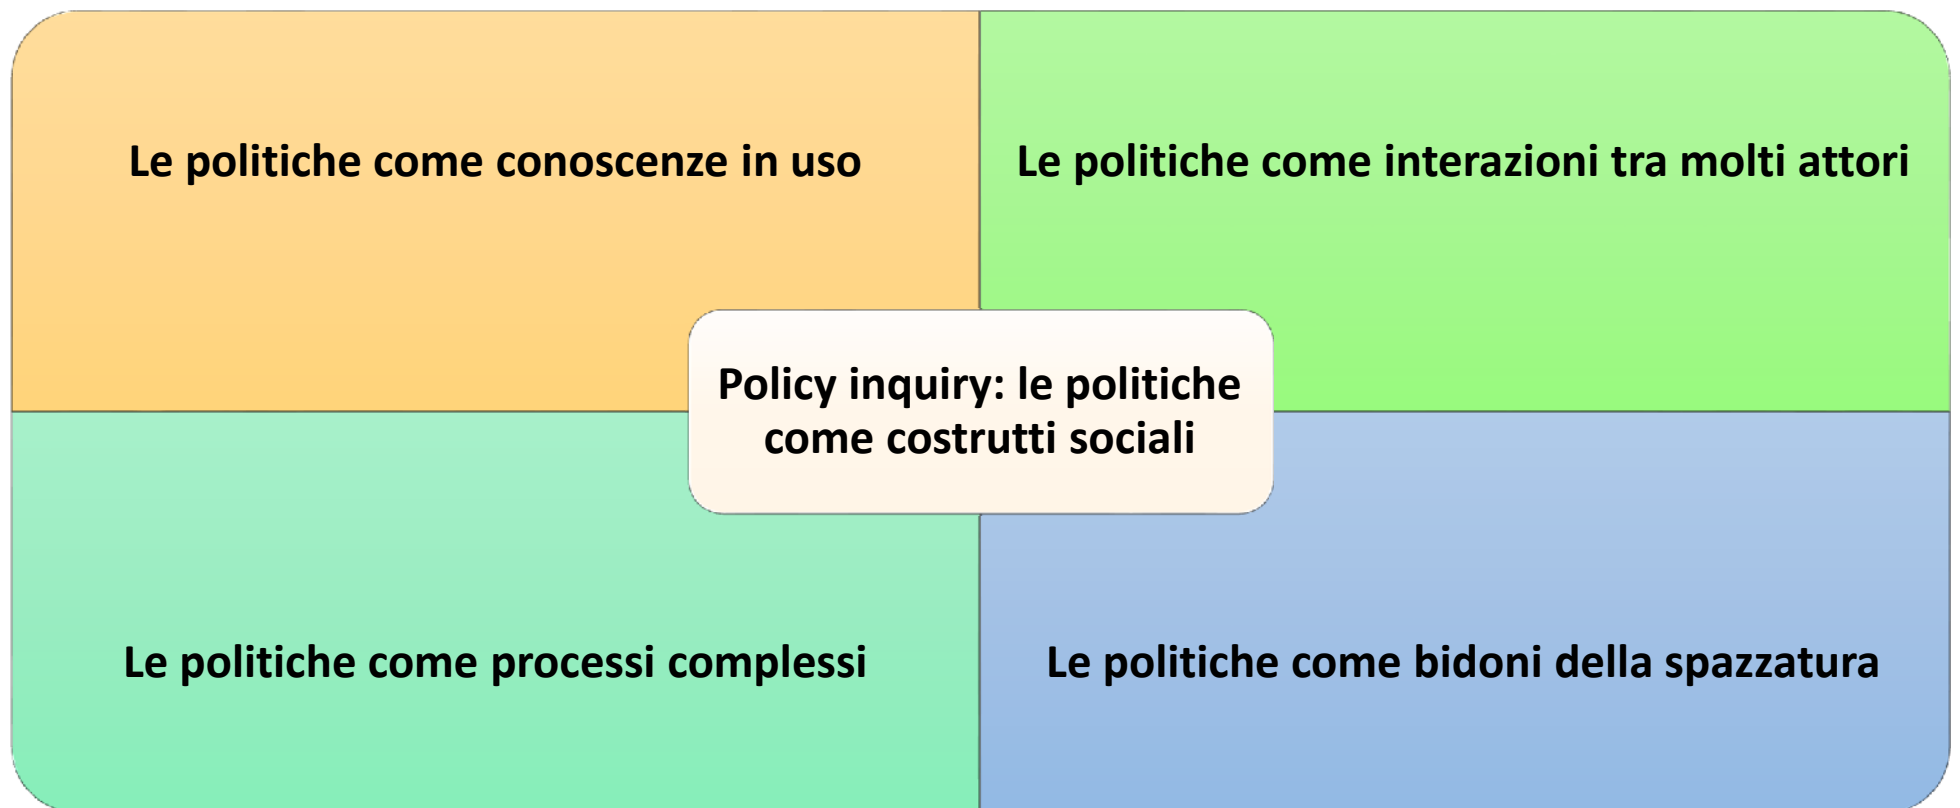 Le politiche come conoscenze in uso
Le politiche come interazioni tra molti attori
Policy inquiry: le politiche
come costrutti sociali
Le politiche come processi complessi
Le politiche come bidoni della spazzatura